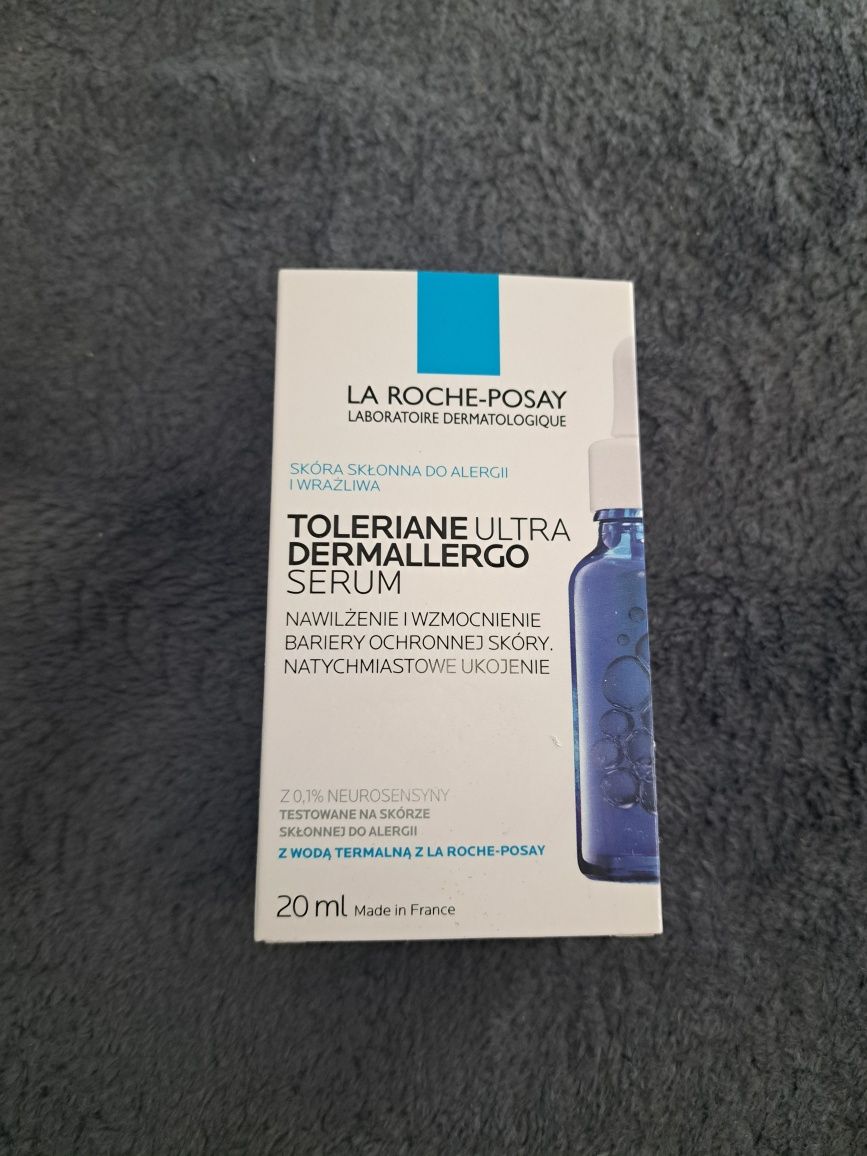 LA ROCHE-POSAY
LABORATOIRE DERMATOLOGIQUE
SKÓRA SKŁONNA DO ALERGII
I WRAŻLIWA
TOLERIANE ULTRA
DERMALLERGO
SERUM
NAWILŻENIE I WZMOCNIENIE
BARIERY OCHRONNEJ SKÓRY.
NATYCHMIASTOWE UKOJENIE
Z 0,1% NEUROSENSYNY
TESTOWANE NA SKÓRZE
SKŁONNEJ DO ALERGII
Z WODĄ TERMALNĄ Z LA ROCHE-POSAY
20 ml Made in France